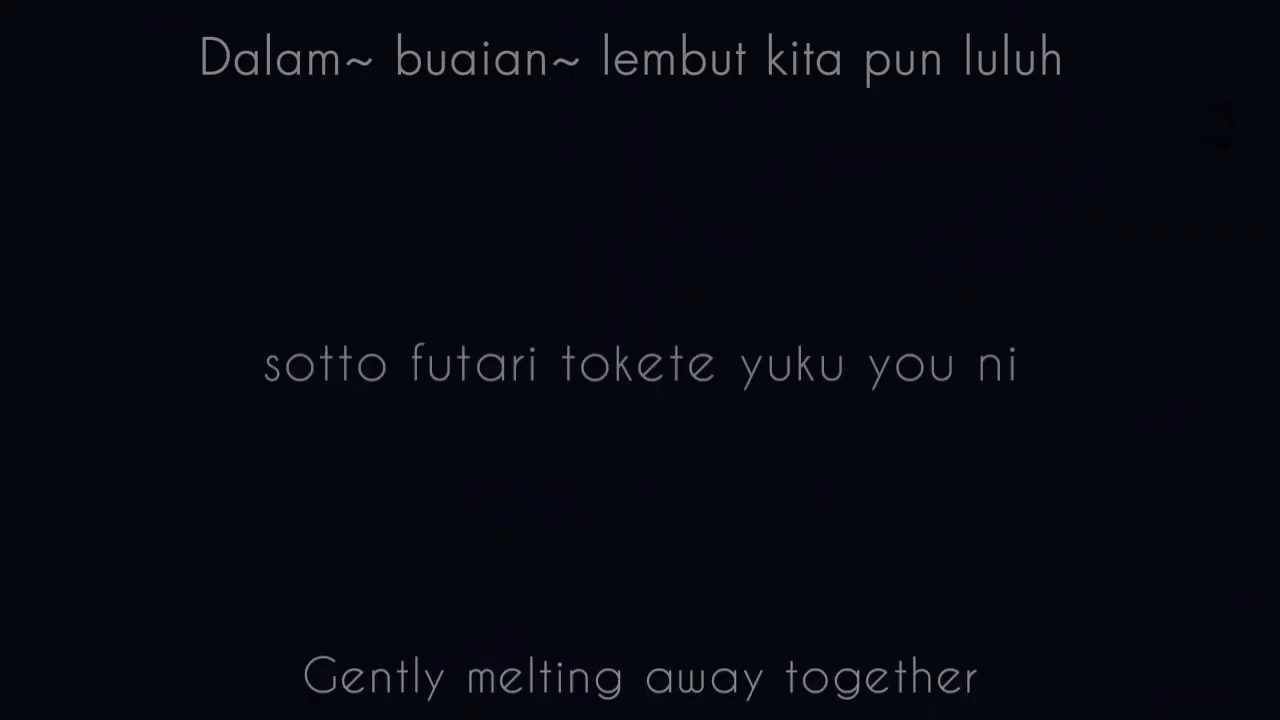 Dalam~ buaian~ lembut kita pun luluh
sotto futari tokete yuku you ni
Gently melting away together